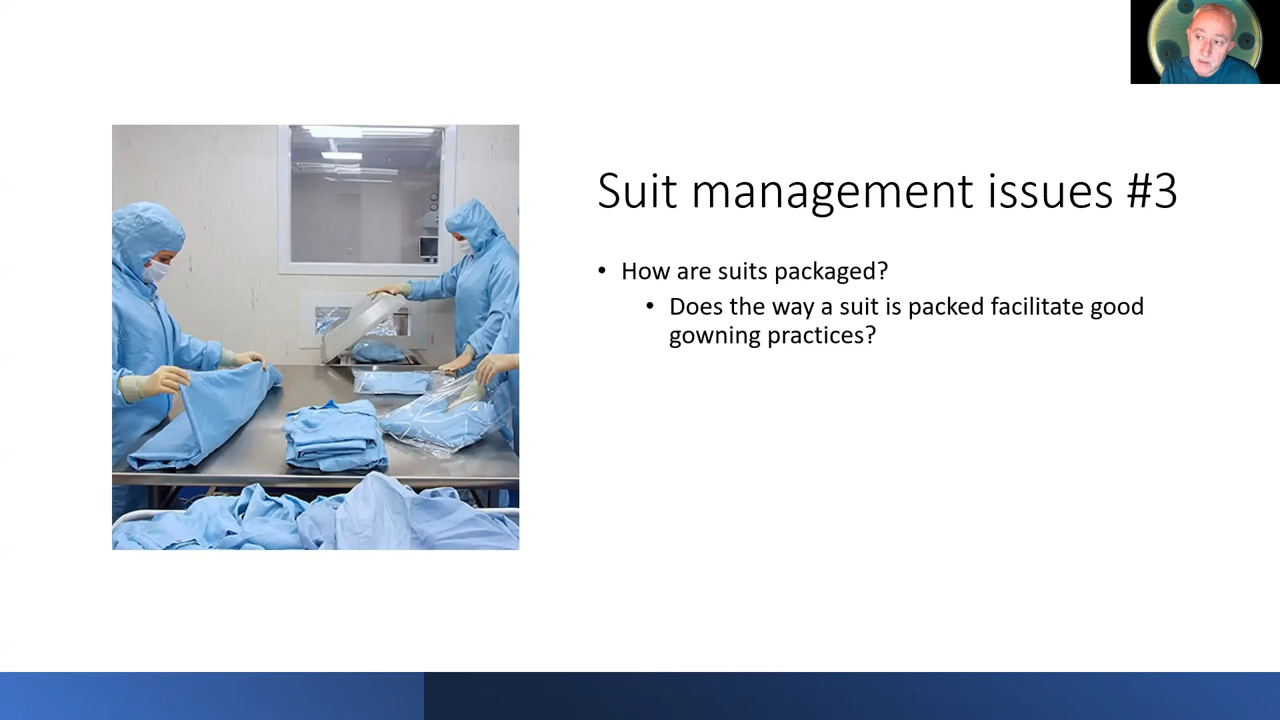 Suit management issues #3
• How are suits packaged?
• Does the way a suit is packed facilitate good
gowning practices?